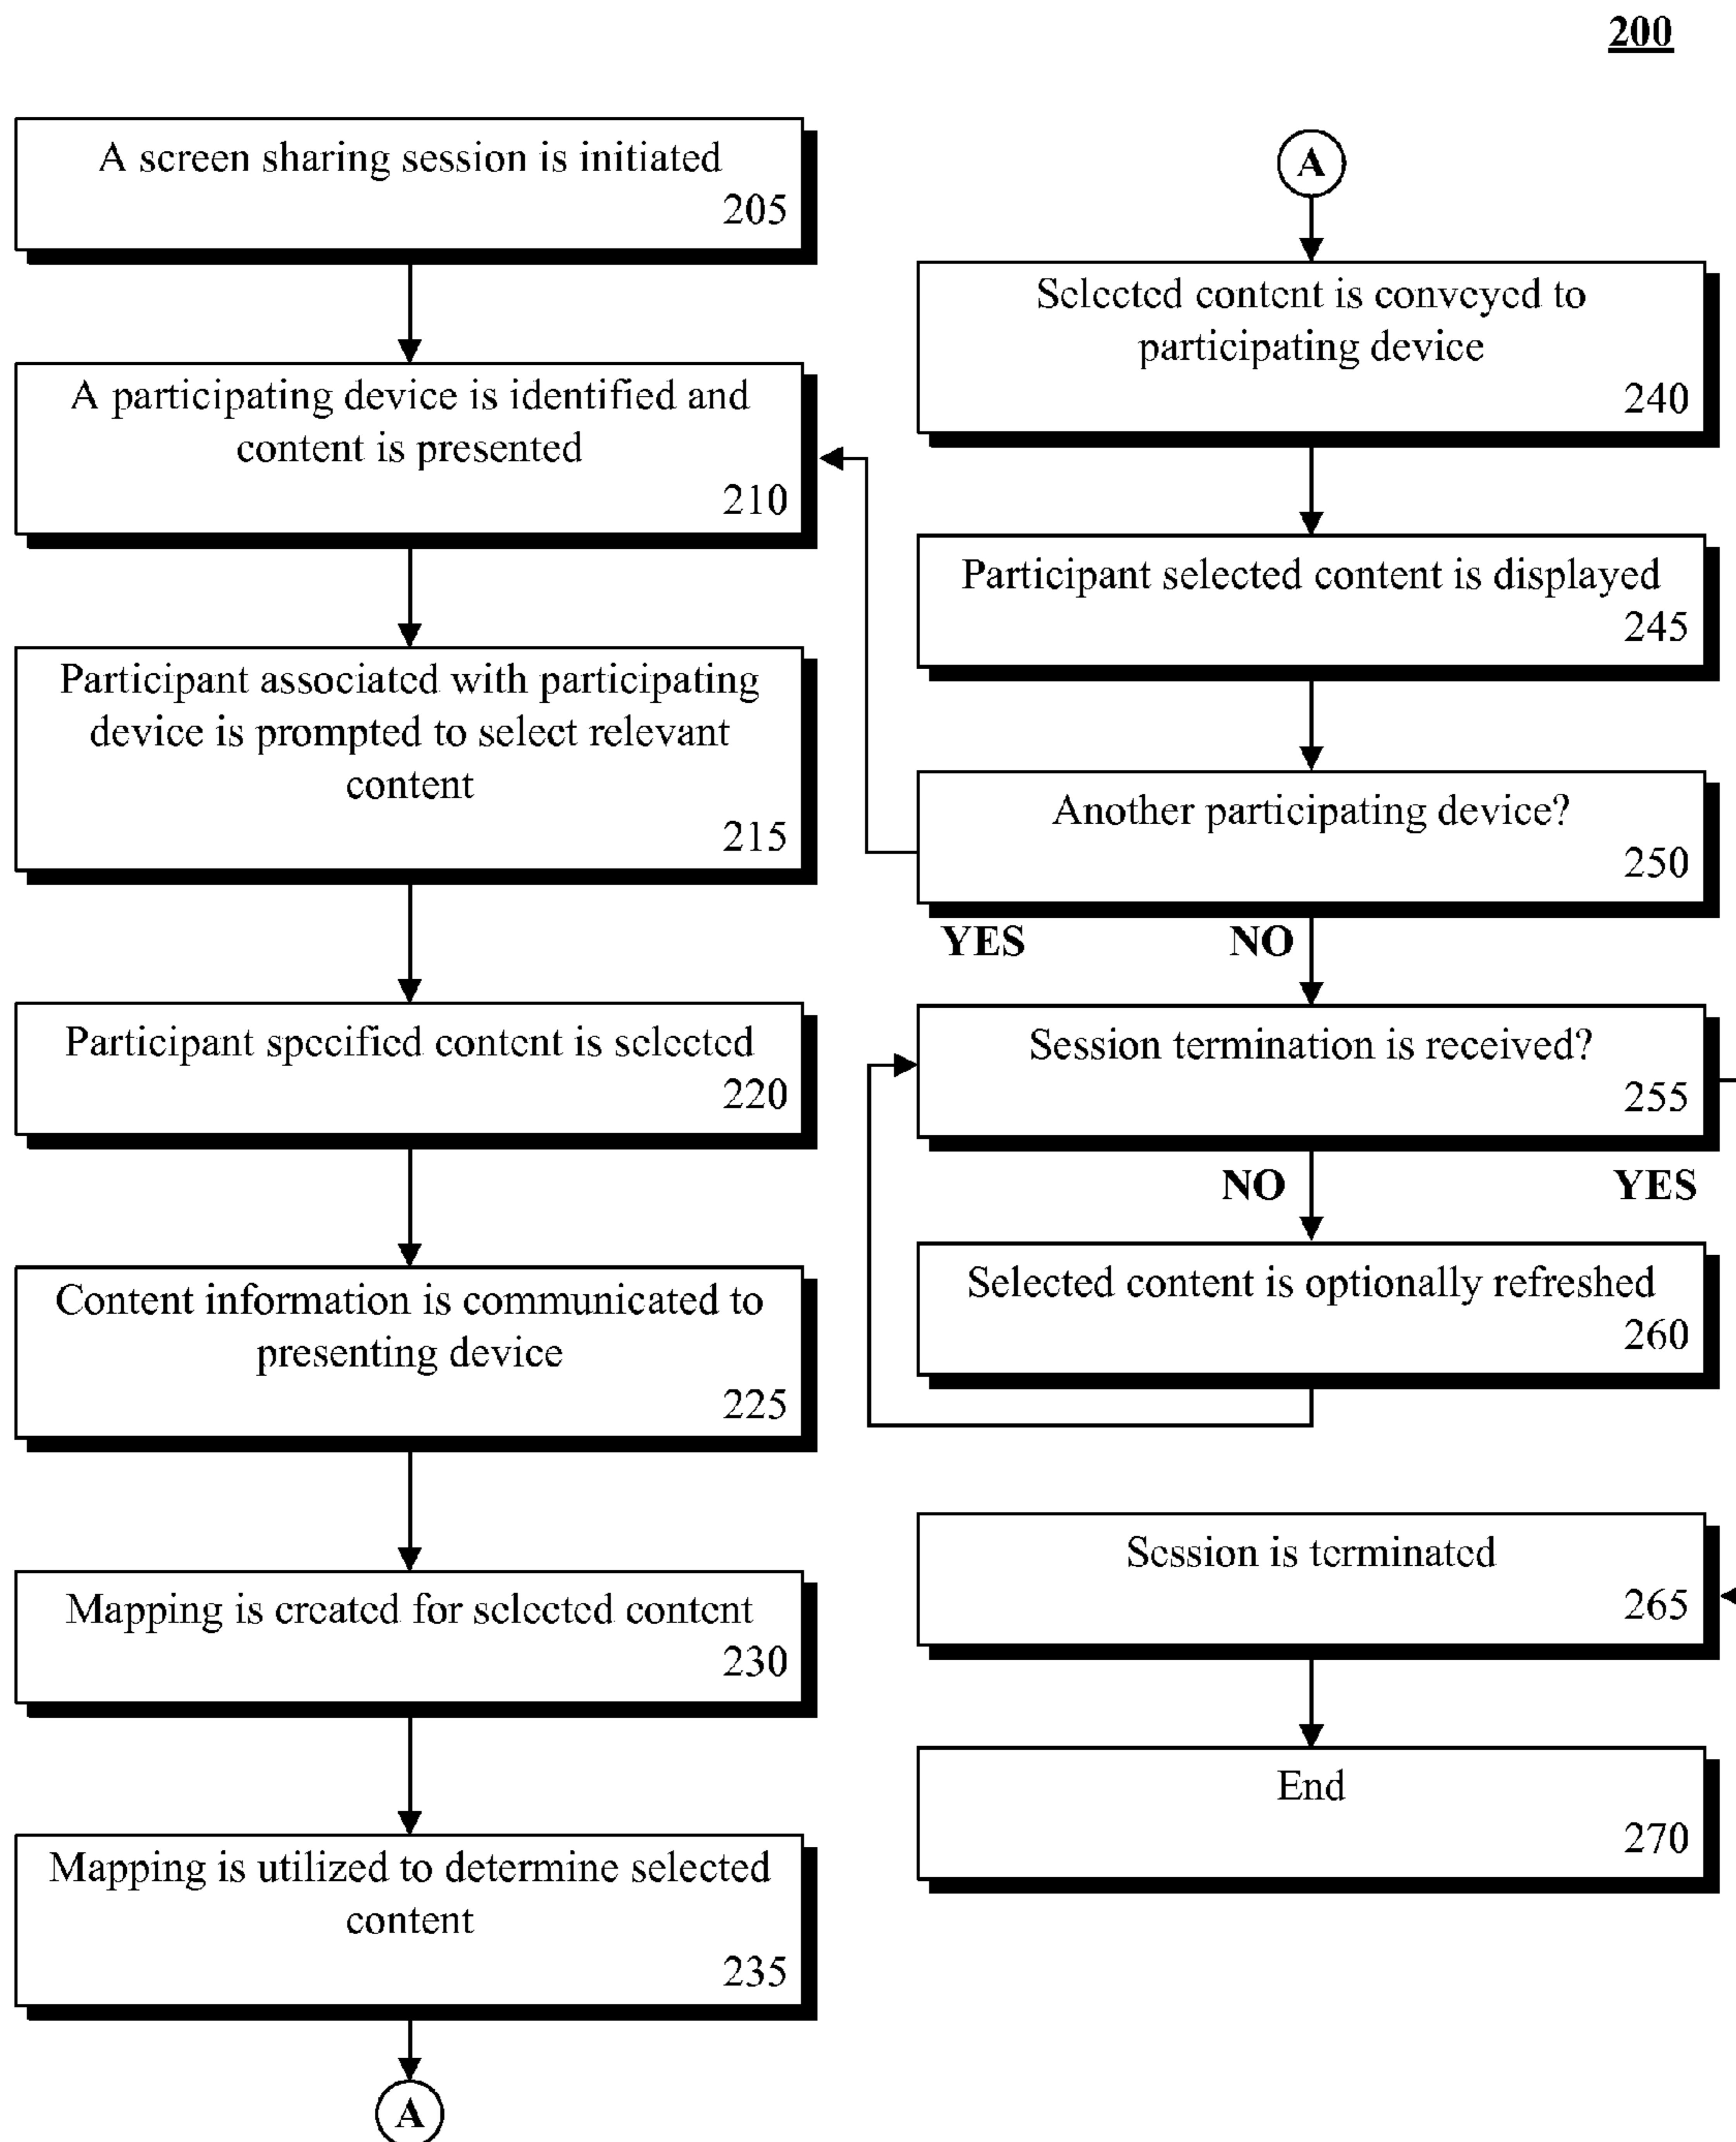 200
A screen sharing session is initiated
205
A participating device is identified and
content is presented
210
Participant associated with participating
device is prompted to select relevant
content
215
Participant specified content is selected
220
Content information is communicated to
presenting device
225
Mapping is created for selected content
230
Mapping is utilized to determine selected
content
235
A
A
Selected content is conveyed to
participating device
240
Participant selected content is displayed
245
Another participating device?
250
YES
NO
Session termination is received?
255
NO
YES
Selected content is optionally refreshed
260
Session is terminated
265
End
270